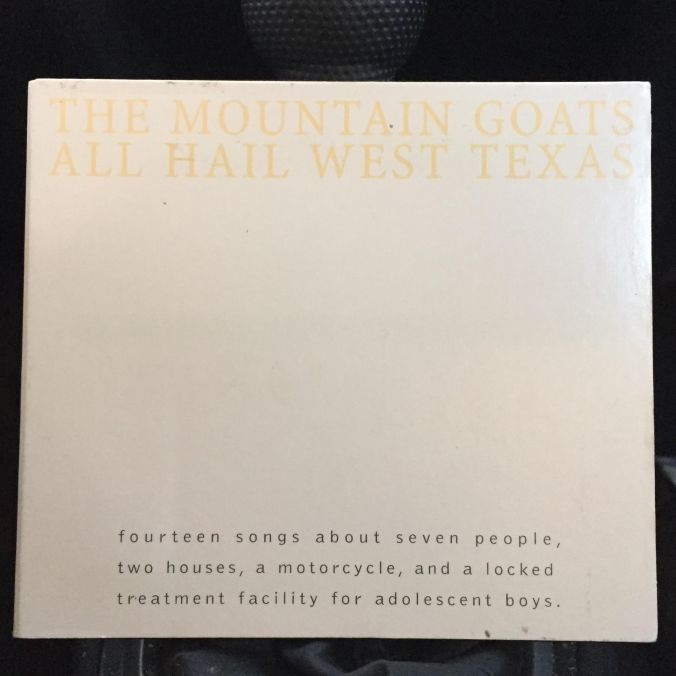 THE MOUNTAIN GOATS
ALL HAIL WEST TEXAS
fourteen songs about seven people,
two houses, a motorcycle, and a locked
treatment facility for adolescent boys.